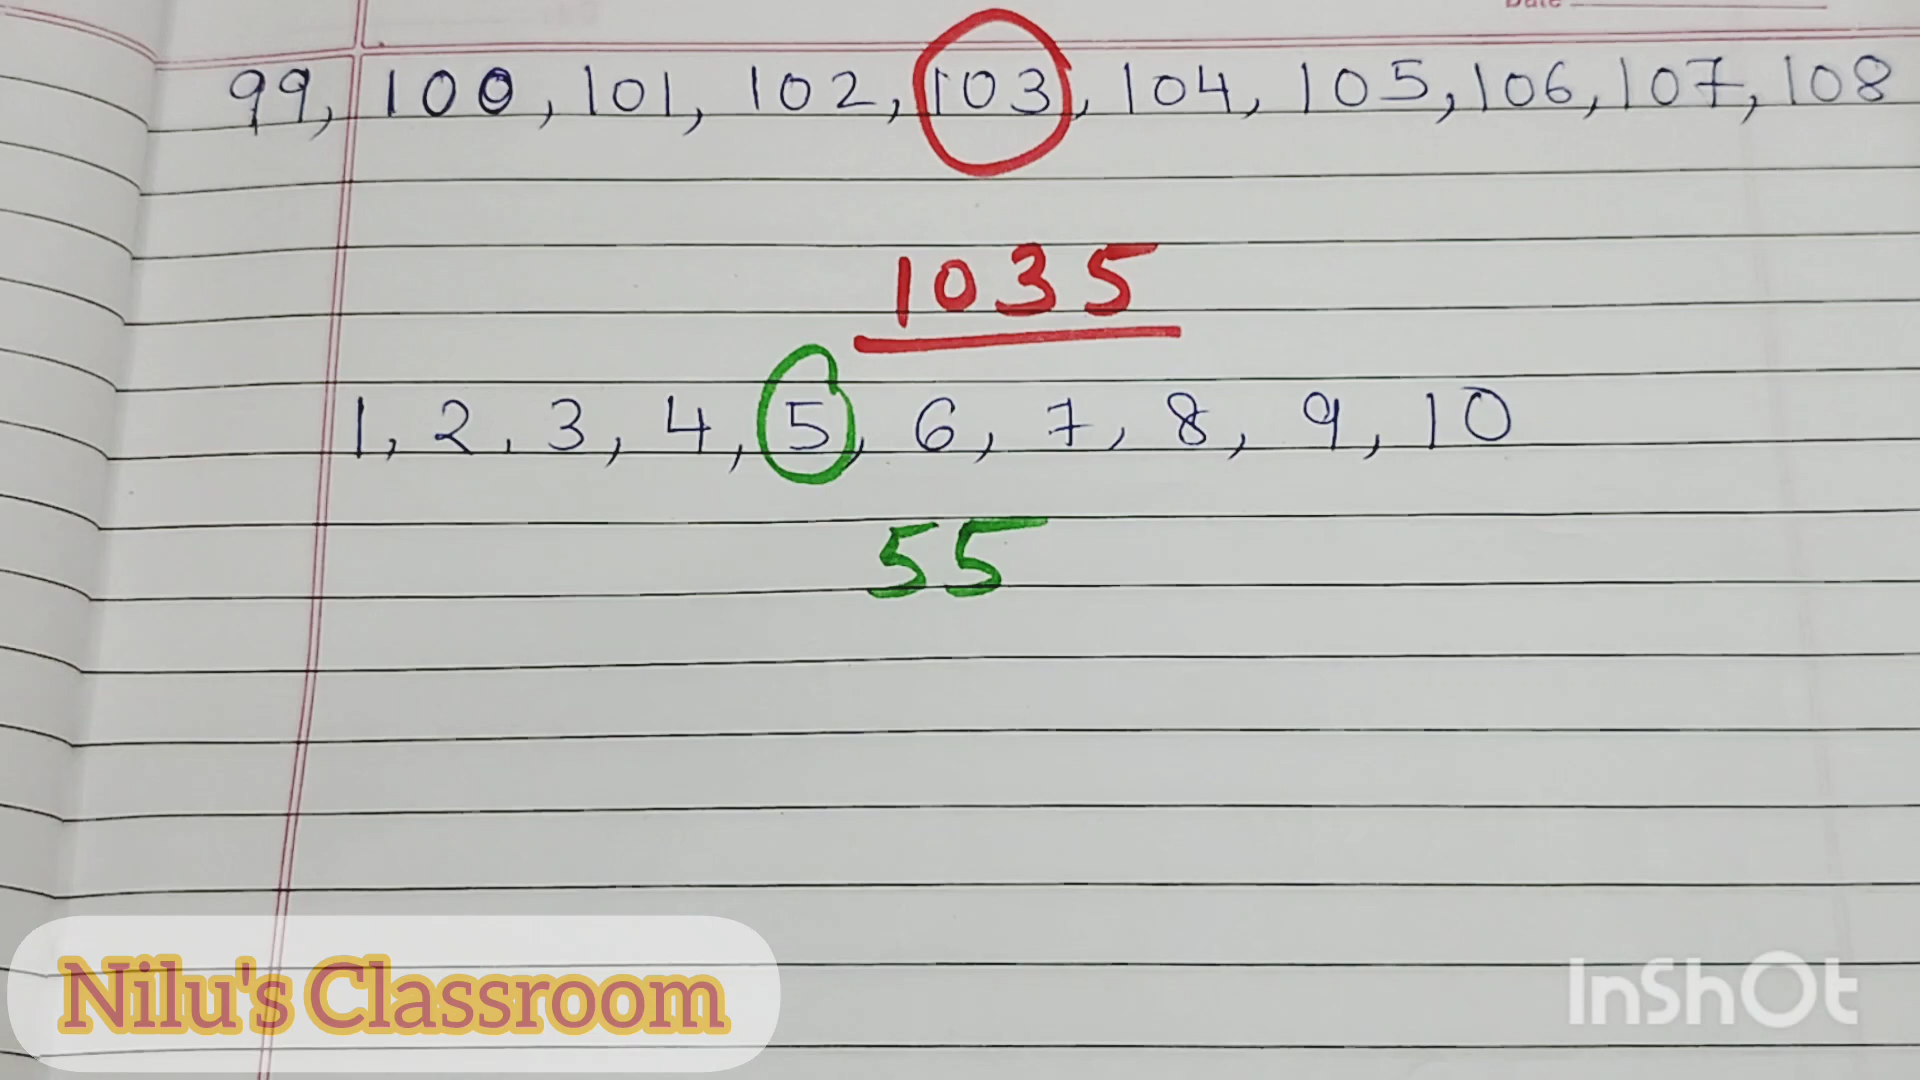 Date
99, 100, 101, 102, 103, 104, 105, 106, 107, 108
1035
1, 2, 3, 4, 5, 6, 7, 8, 9, 10
55
Nilu's Classroom
InShOt